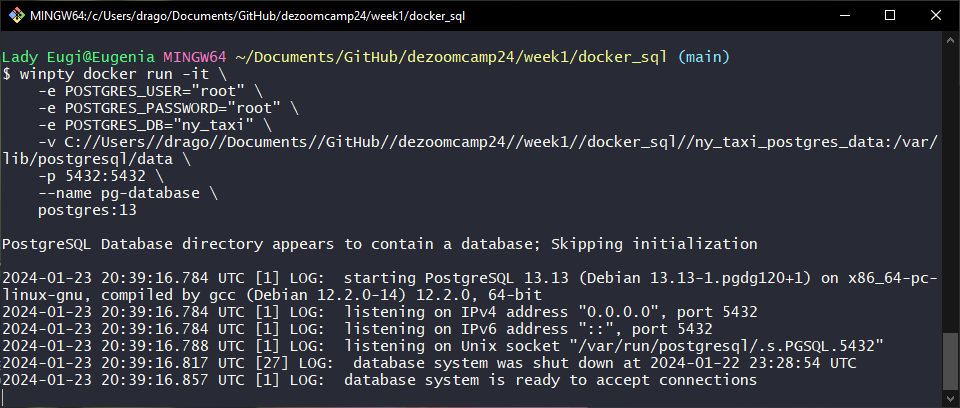 MINGW64:/c/Users/drago/Documents/GitHub/dezoomcamp24/week1/docker_sql
Lady Eugi@Eugenia MINGW64 ~/Documents/GitHub/dezoomcamp24/week1/docker_sql (main)
$ winpty docker run -it \
-e POSTGRES_USER="root" \
-e POSTGRES_PASSWORD="root" \
-e POSTGRES_DB="ny_taxi" \
-v C://Users//drago//Documents//GitHub//dezoomcamp24//week1//docker_sql//ny_taxi_postgres_data:/var/
lib/postgresql/data \
-p 5432:5432 \
--name pg-database \
postgres:13
PostgreSQL Database directory appears to contain a database; Skipping initialization
2024-01-23 20:39:16.784 UTC [1] LOG:  starting PostgreSQL 13.13 (Debian 13.13-1.pgdg120+1) on x86_64-pc-
linux-gnu, compiled by gcc (Debian 12.2.0-14) 12.2.0, 64-bit
2024-01-23 20:39:16.784 UTC [1] LOG:  listening on IPv4 address "0.0.0.0", port 5432
2024-01-23 20:39:16.784 UTC [1] LOG:  listening on IPv6 address "::", port 5432
2024-01-23 20:39:16.788 UTC [1] LOG:  listening on Unix socket "/var/run/postgresql/.s.PGSQL.5432"
2024-01-23 20:39:16.817 UTC [27] LOG:  database system was shut down at 2024-01-22 23:28:54 UTC
2024-01-23 20:39:16.857 UTC [1] LOG:  database system is ready to accept connections